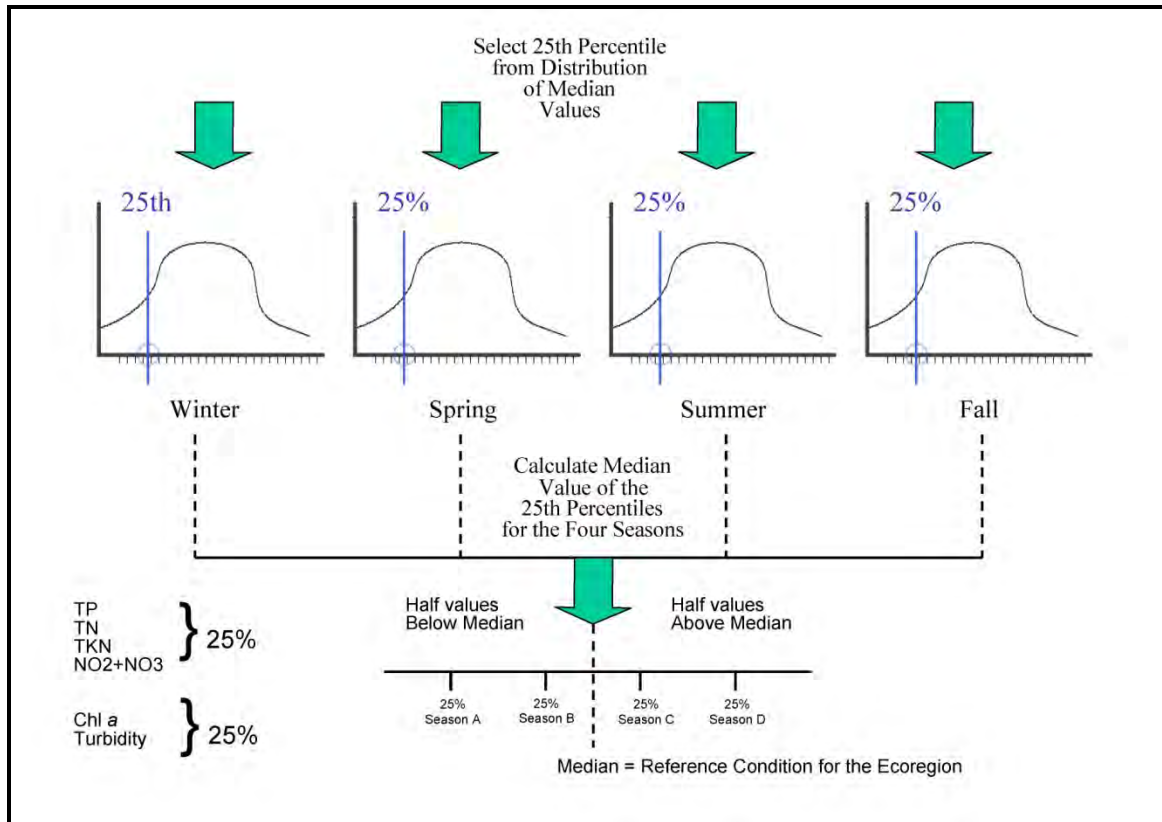 Select 25th Percentile
from Distribution
of Median
Values
25th
25%
25%
25%
Winter
Spring
Summer
Fall
Calculate Median
Value of the
25th Percentiles
for the Four Seasons
TP
TN
TKN
NO2+NO3
25%
Chl a
Turbidity
25%
Half values
Below Median
Half values
Above Median
25%
Season A
25%
Season B
25%
Season C
25%
Season D
Median = Reference Condition for the Ecoregion